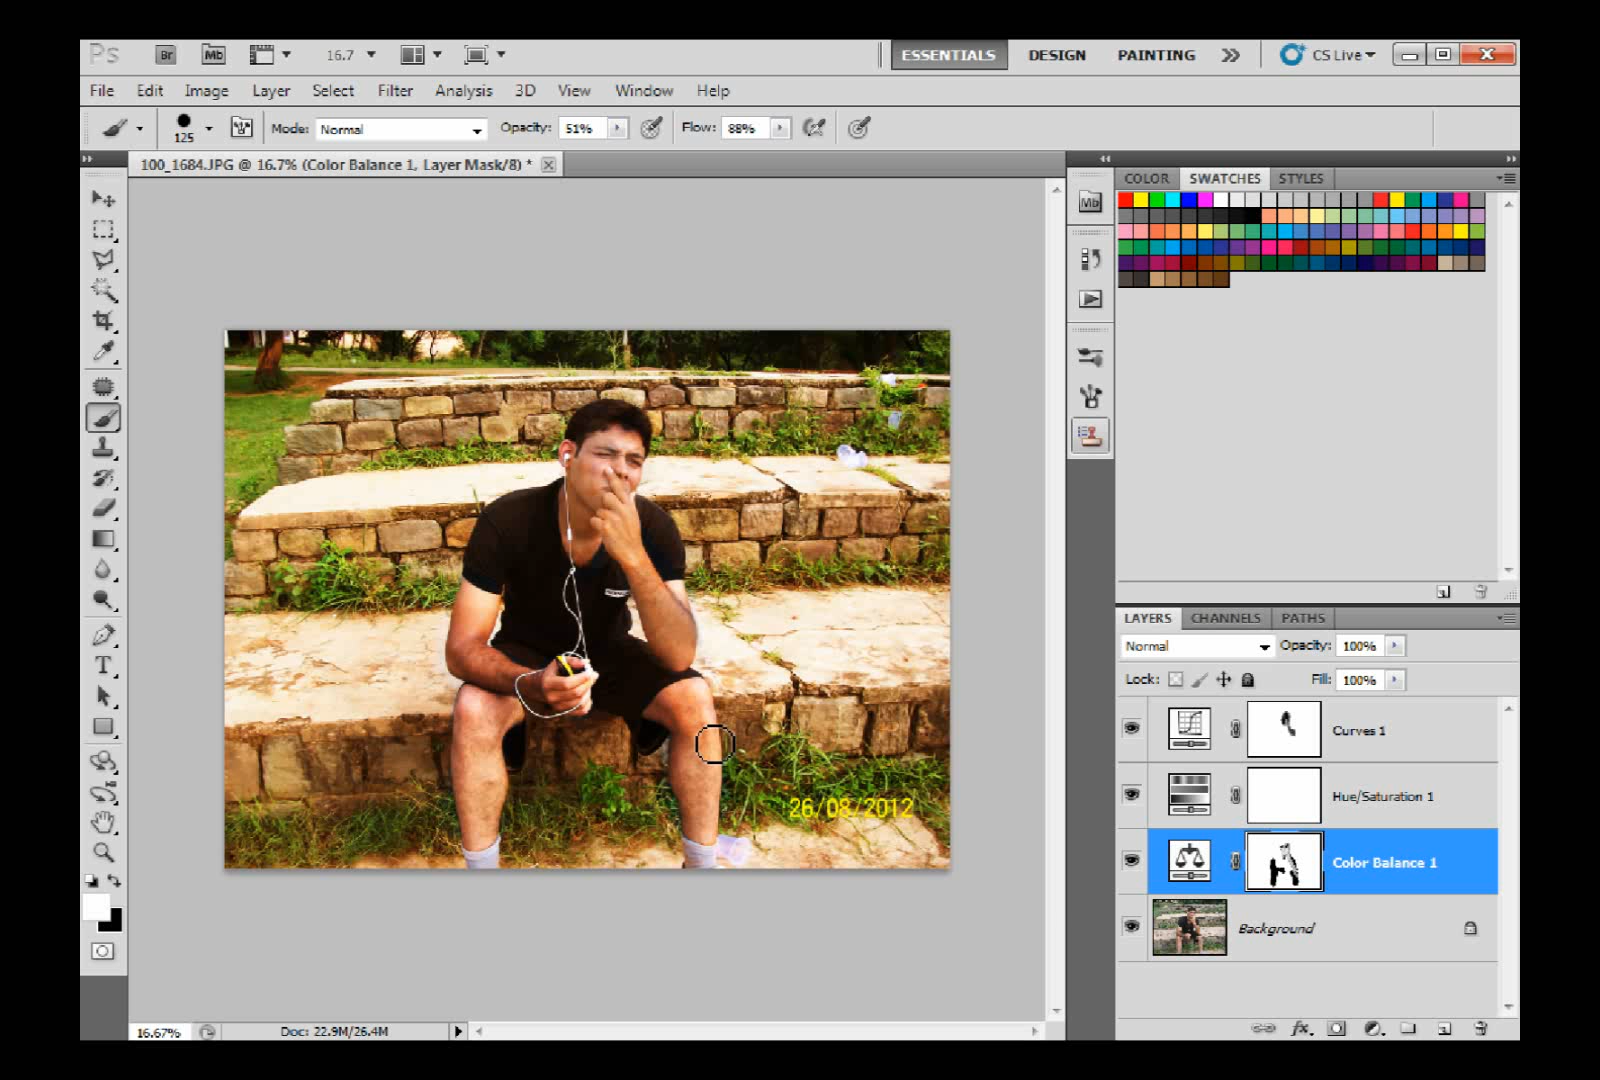 Ps Br Mb 16.7 ESSENTIALS DESIGN PAINTING CS Live
File Edit Image Layer Select Filter Analysis 3D View Window Help
125 Mode: Normal Opacity: 51% Flow: 88%
100_1684.JPG @ 16.7% (Color Balance 1, Layer Mask/8) *
Mb
COLOR SWATCHES STYLES
T
26/08/2012
LAYERS CHANNELS PATHS
Normal Opacity: 100%
Lock: Fill: 100%
Curves 1
Hue/Saturation 1
Color Balance 1
Background
fx.
16.67% Doc: 22.9M/26.4M